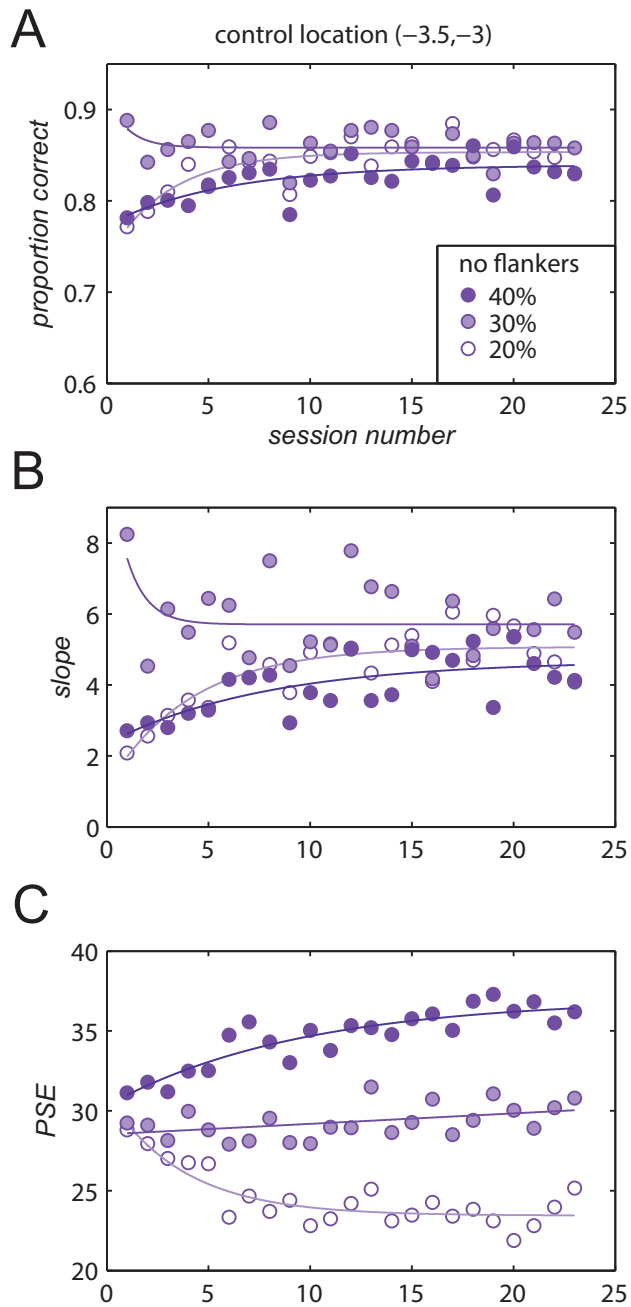 A
control location (−3.5,−3)
proportion correct
0.9
0.8
0.7
0.6
no flankers
40%
30%
20%
0 5 10 15 20 25
session number
B
slope
8
6
4
2
0
0 5 10 15 20 25
C
PSE
40
35
30
25
20
0 5 10 15 20 25